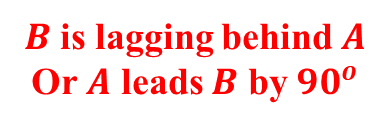 B is lagging behind A
Or A leads B by 90º